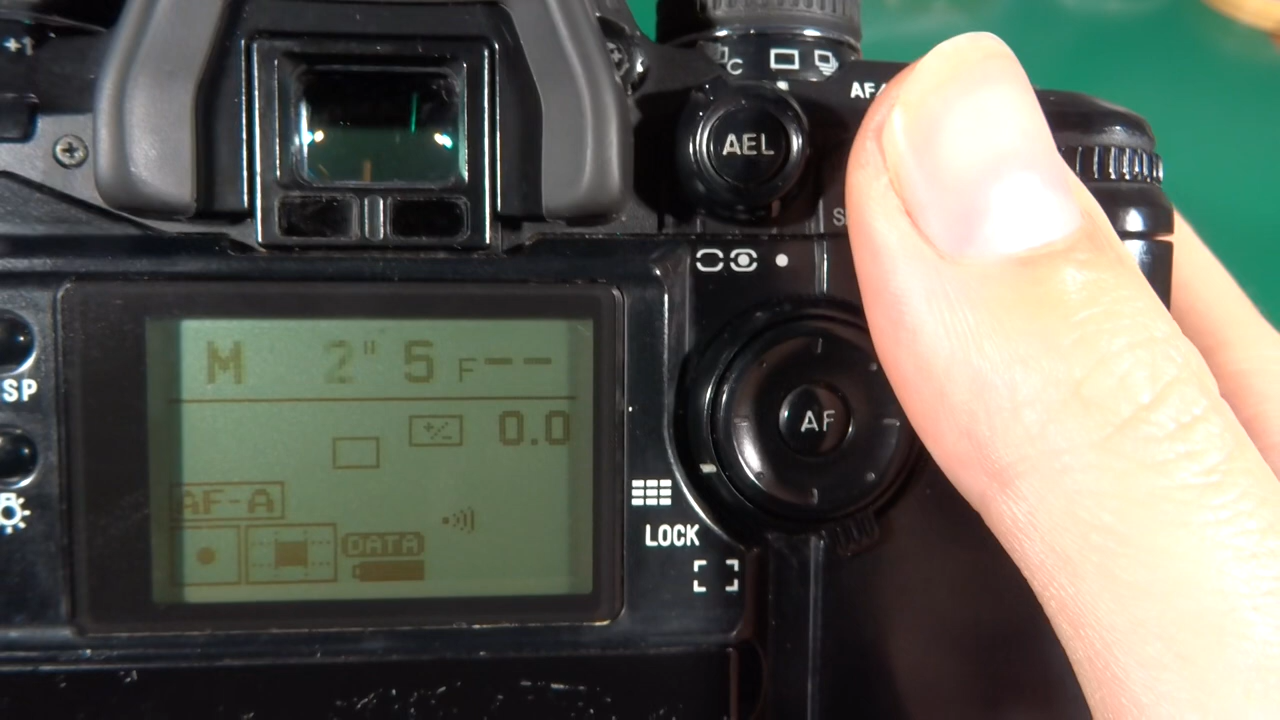 +1
C
AF/
AEL
S
SP
M 2" 5 F--
+/- 0.0
AF
AF-A
LOCK
DATA